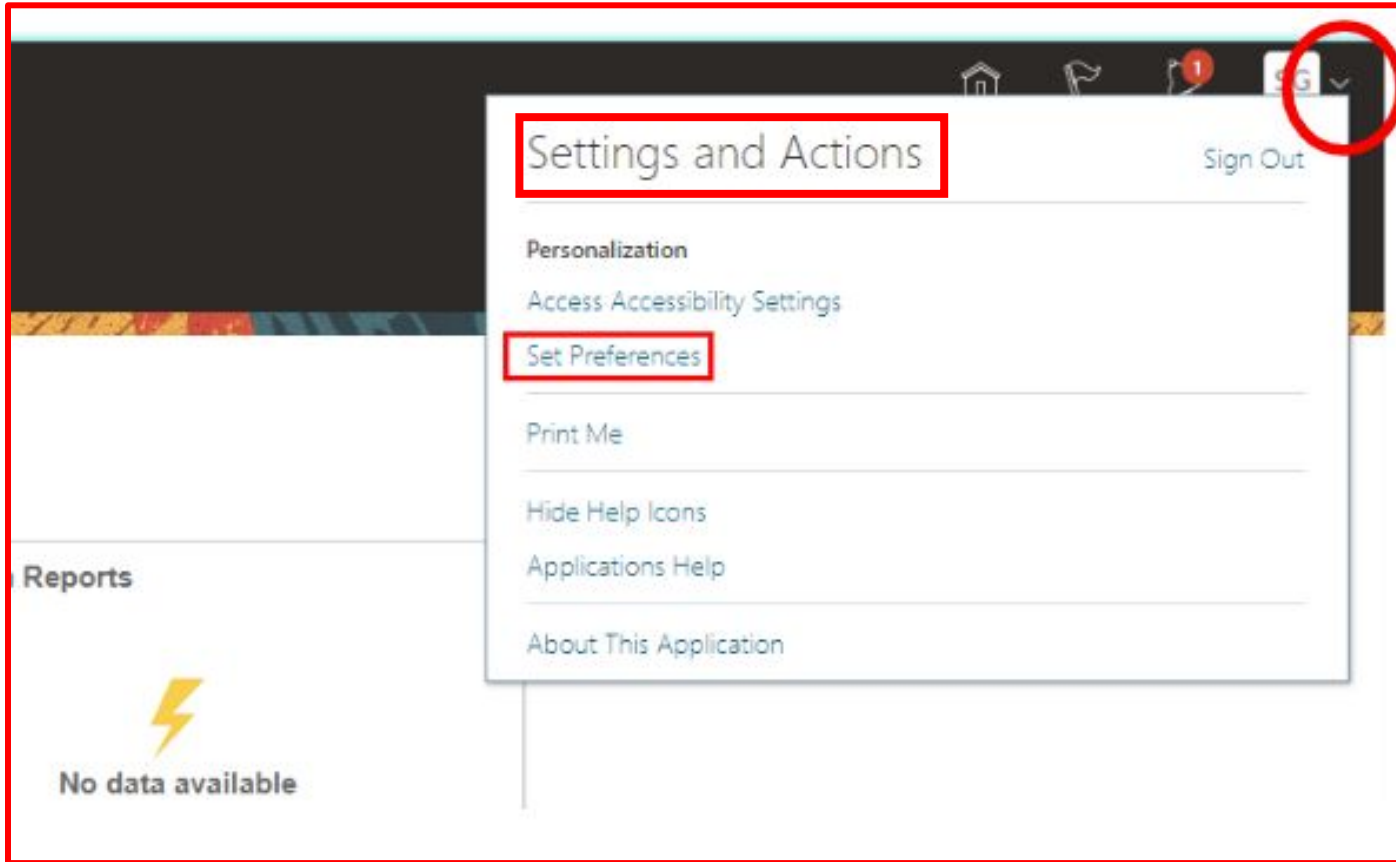 1
SG
Settings and Actions
Sign Out
Personalization
Access Accessibility Settings
Set Preferences
Print Me
Hide Help Icons
Applications Help
About This Application
Reports
No data available